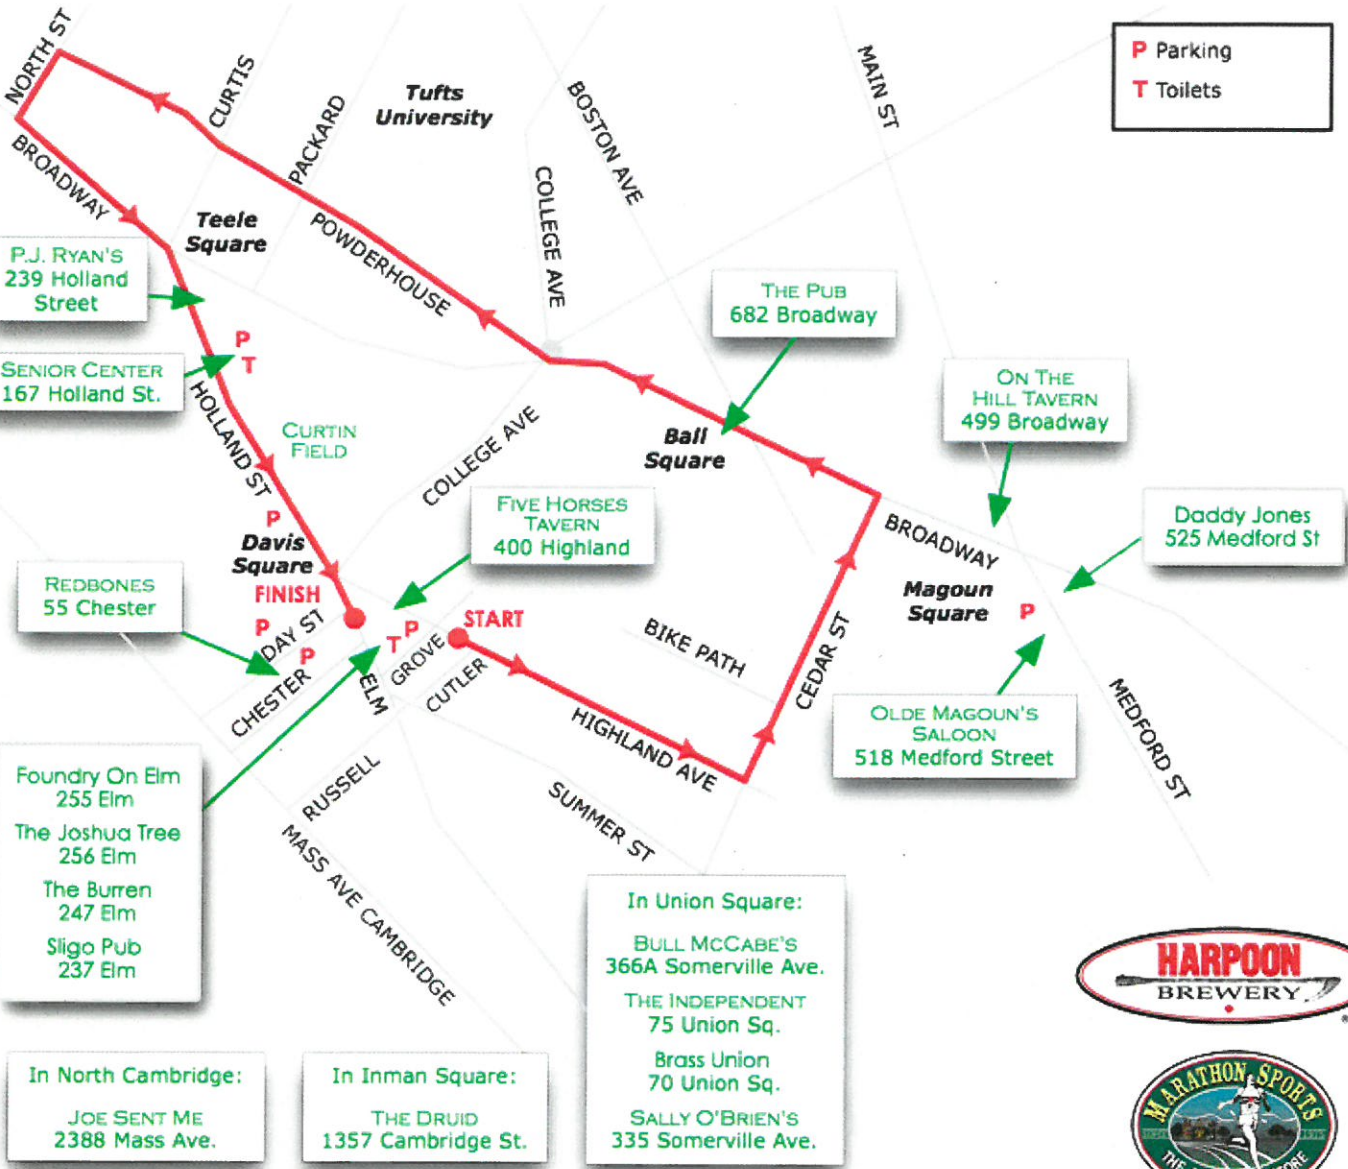 NORTH ST
CURTIS
PACKARD
Tufts
University
BOSTON AVE
MAIN ST
P Parking
T Toilets
BROADWAY
Teele
Square
POWDERHOUSE
COLLEGE AVE
P.J. RYAN'S
239 Holland
Street
P
T
SENIOR CENTER
167 Holland St.
HOLLAND ST
CURTIN
FIELD
COLLEGE AVE
THE PUB
682 Broadway
Ball
Square
ON THE
HILL TAVERN
499 Broadway
BROADWAY
Daddy Jones
525 Medford St
Magoun
Square
P
FIVE HORSES
TAVERN
400 Highland
P
Davis
Square
FINISH
REDBONES
55 Chester
P
DAY ST
P
CHESTER
T
P
GROVE
START
CUTLER
ELM
BIKE PATH
CEDAR ST
HIGHLAND AVE
OLDE MAGOUN'S
SALOON
518 Medford Street
MEDFORD ST
Foundry On Elm
255 Elm
The Joshua Tree
256 Elm
The Burren
247 Elm
Sligo Pub
237 Elm
RUSSELL
SUMMER ST
MASS AVE CAMBRIDGE
In Union Square:
BULL MCCABE'S
366A Somerville Ave.
THE INDEPENDENT
75 Union Sq.
Brass Union
70 Union Sq.
SALLY O'BRIEN'S
335 Somerville Ave.
In North Cambridge:
JOE SENT ME
2388 Mass Ave.
In Inman Square:
THE DRUID
1357 Cambridge St.
HARPOON
BREWERY
®
MARATHON SPORTS
THE